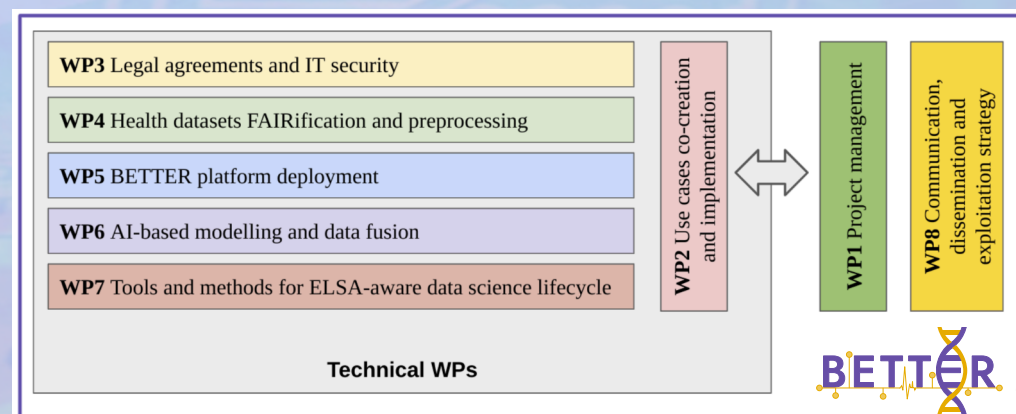 WP3 Legal agreements and IT security
WP4 Health datasets FAIRification and preprocessing
WP5 BETTER platform deployment
WP6 AI-based modelling and data fusion
WP7 Tools and methods for ELSA-aware data science lifecycle
Technical WPs
WP2 Use cases co-creation
and implementation
WP1 Project management
WP8 Communication,
dissemination and
exploitation strategy
BETTER